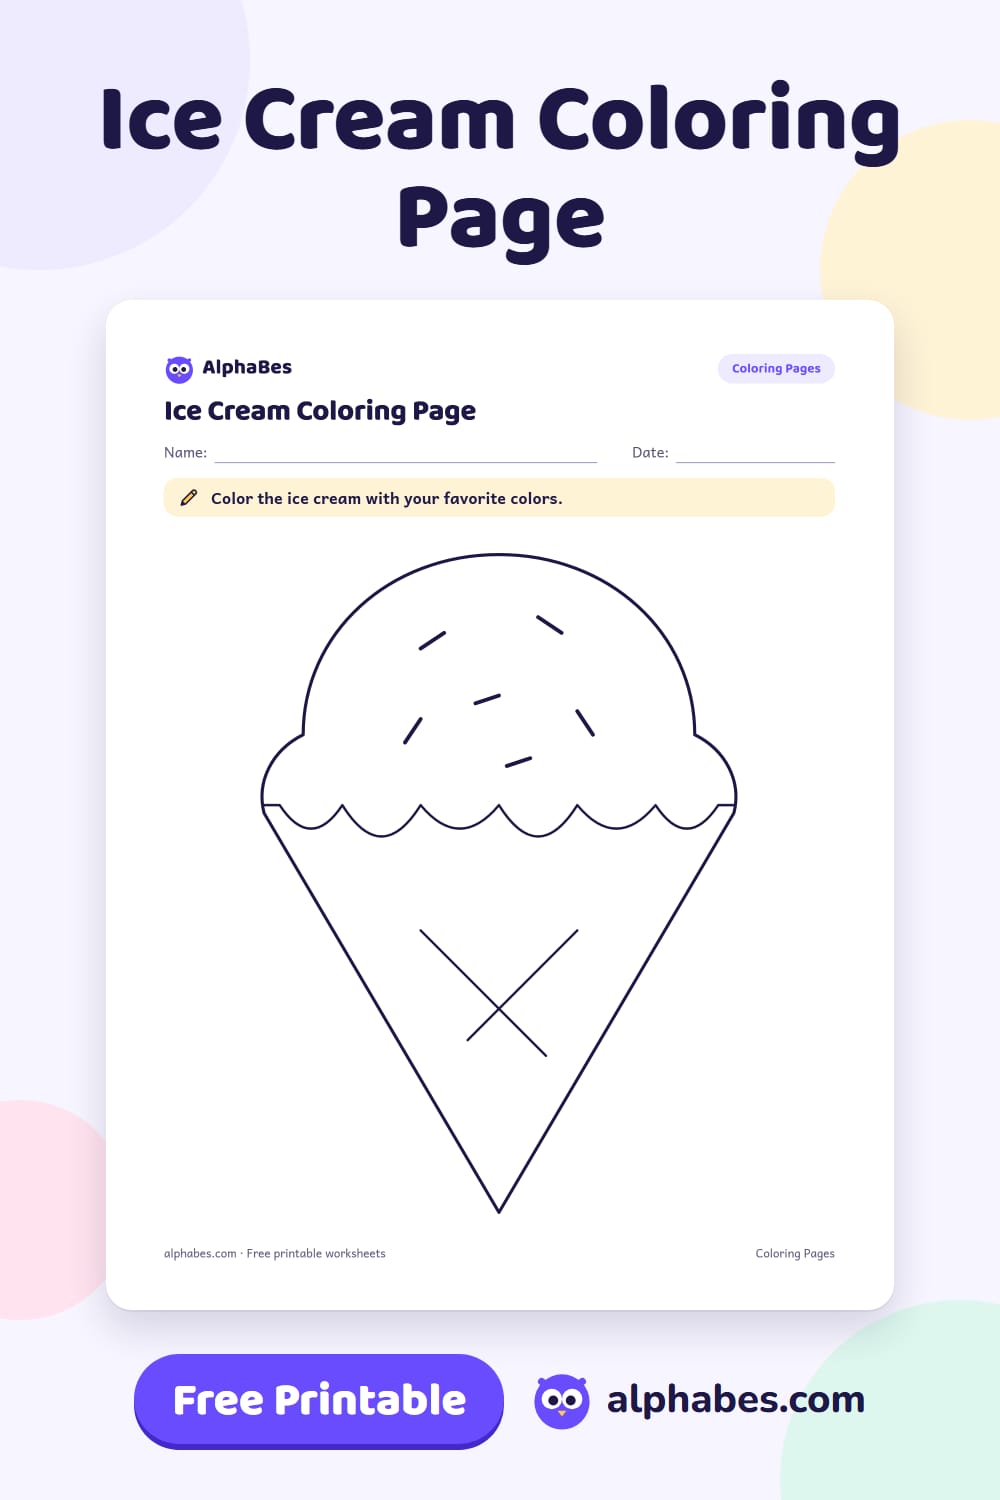 Ice Cream Coloring
Page
AlphaBes
Coloring Pages
Ice Cream Coloring Page
Name:
Date:
Color the ice cream with your favorite colors.
alphabes.com · Free printable worksheets
Coloring Pages
Free Printable
alphabes.com